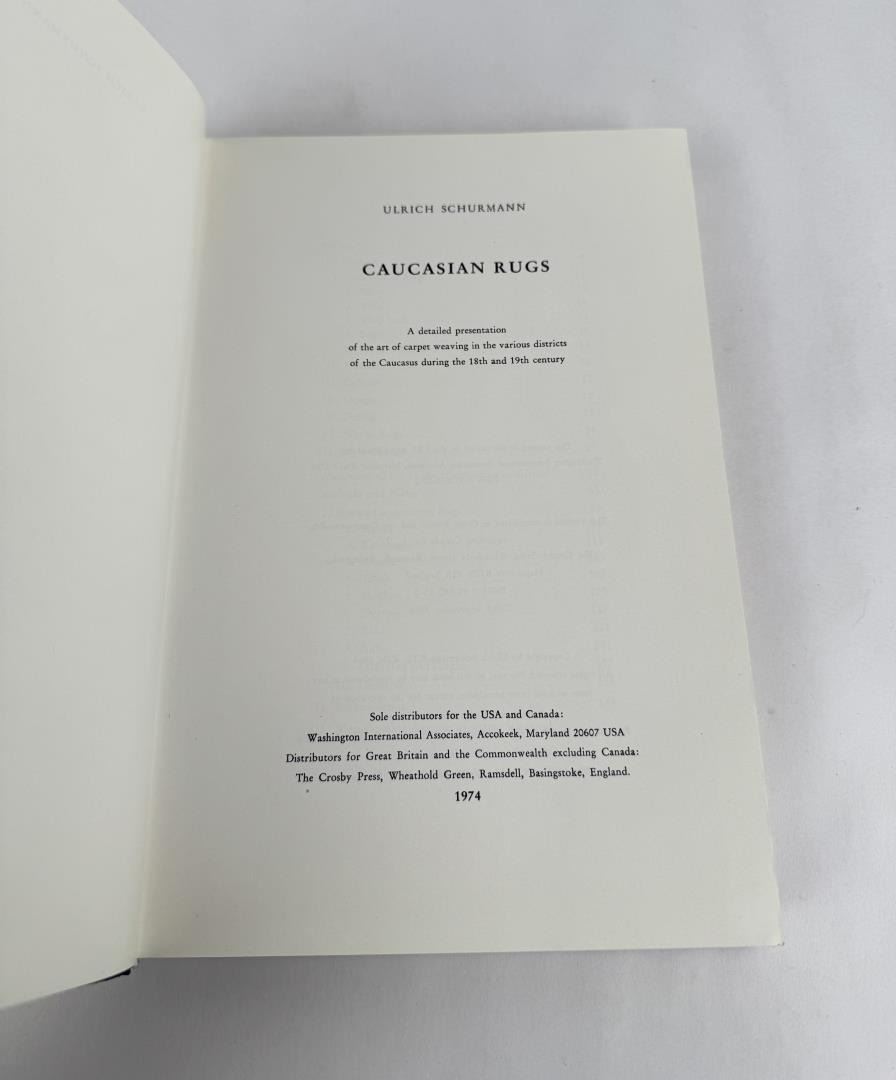 ULRICH SCHURMANN
CAUCASIAN RUGS
A detailed presentation
of the art of carpet weaving in the various districts
of the Caucasus during the 18th and 19th century
Sole distributors for the USA and Canada:
Washington International Associates, Accokeek, Maryland 20607 USA
Distributors for Great Britain and the Commonwealth excluding Canada:
The Crosby Press, Wheathold Green, Ramsdell, Basingstoke, England.
1974